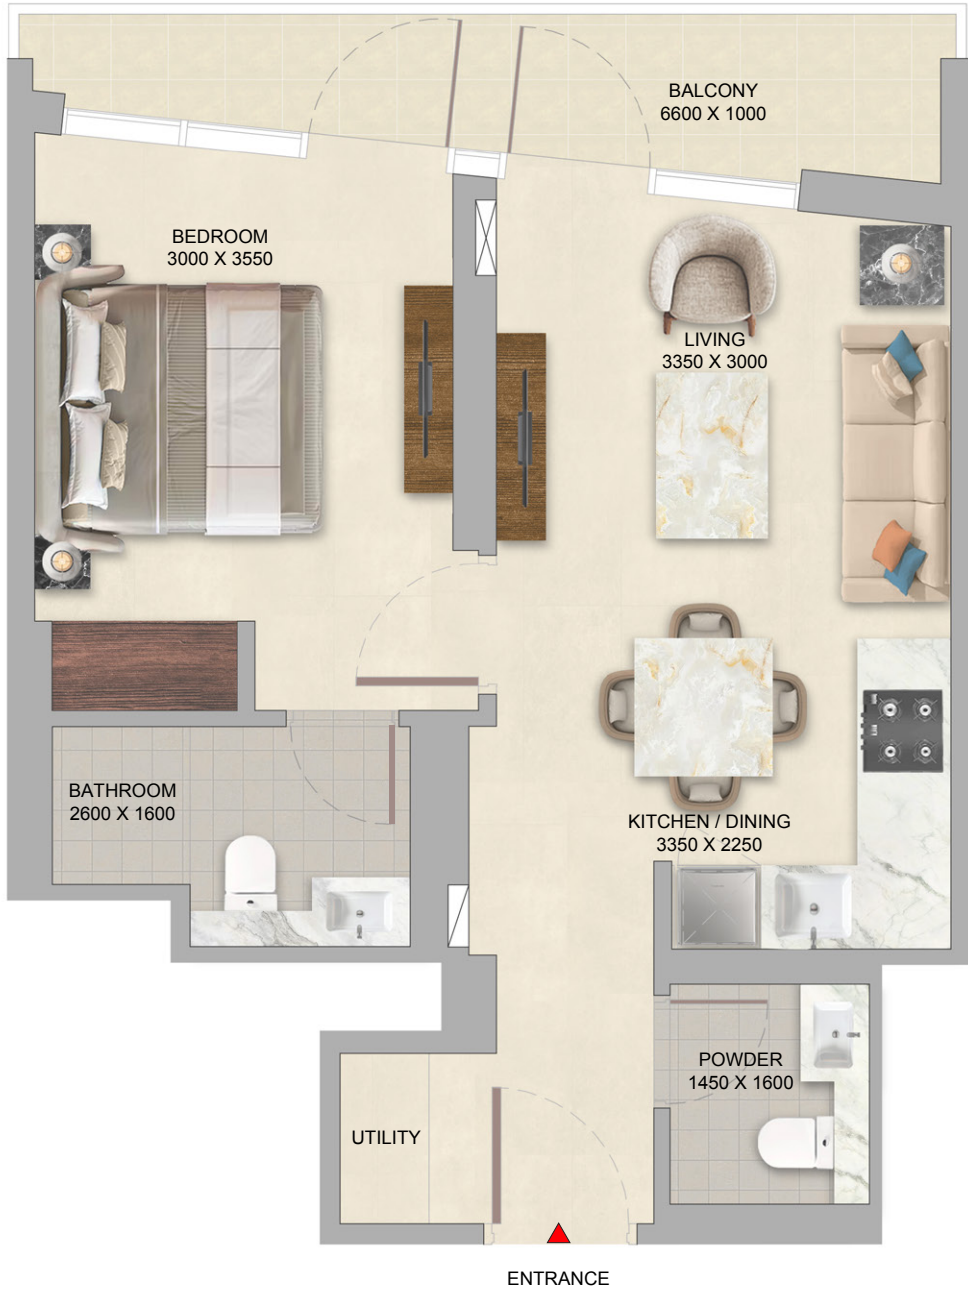 BALCONY
6600 X 1000
BEDROOM
3000 X 3550
LIVING
3350 X 3000
BATHROOM
2600 X 1600
KITCHEN / DINING
3350 X 2250
POWDER
1450 X 1600
UTILITY
ENTRANCE